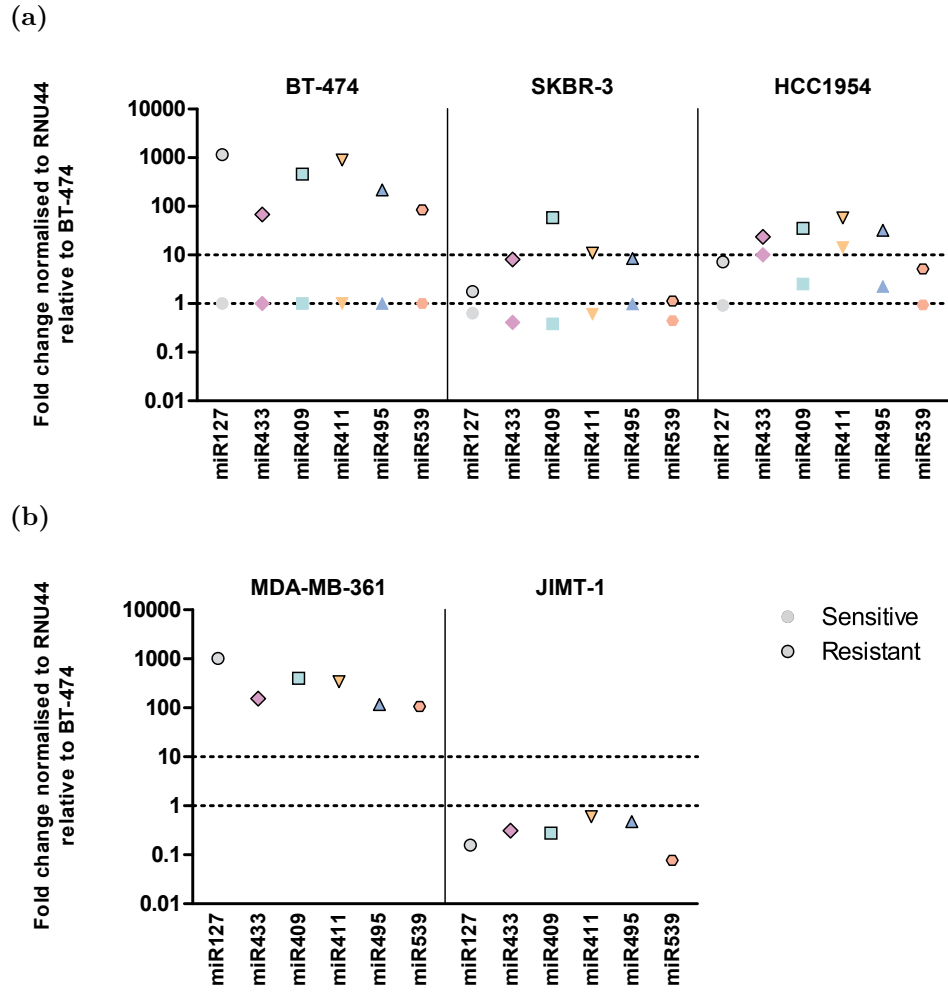 (a)
BT-474 SKBR-3 HCC1954
Fold change normalised to RNU44
relative to BT-474
10000
1000
100
10
1
0.1
0.01
miR127 miR433 miR409 miR411 miR495 miR539 miR127 miR433 miR409 miR411 miR495 miR539 miR127 miR433 miR409 miR411 miR495 miR539
(b)
MDA-MB-361 JIMT-1
Fold change normalised to RNU44
relative to BT-474
10000
1000
100
10
1
0.1
0.01
miR127 miR433 miR409 miR411 miR495 miR539 miR127 miR433 miR409 miR411 miR495 miR539
Sensitive
Resistant